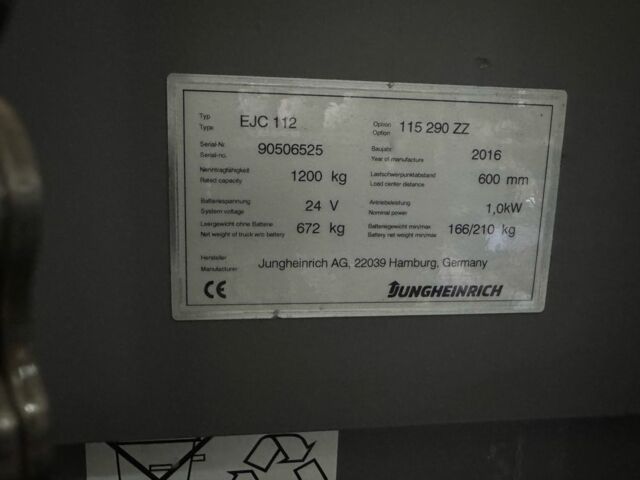 Typ EJC 112 Option 115 290 ZZ
Type Option
Serial-Nr. 90506525 Baujahr 2016
Serial-no. Year of manufacture
Nenntragfähigkeit 1200 kg Lastschwerpunktabstand 600 mm
Rated capacity Load center distance
Batteriespannung 24 V Antriebsleistung 1,0kW
System voltage Nominal power
Leergewicht ohne Batterie 672 kg Batteriegewicht min/max 166/210 kg
Net weight of truck w/o battery Battery net weight min/max
Hersteller Jungheinrich AG, 22039 Hamburg, Germany
Manufacturer
CE JUNGHEINRICH